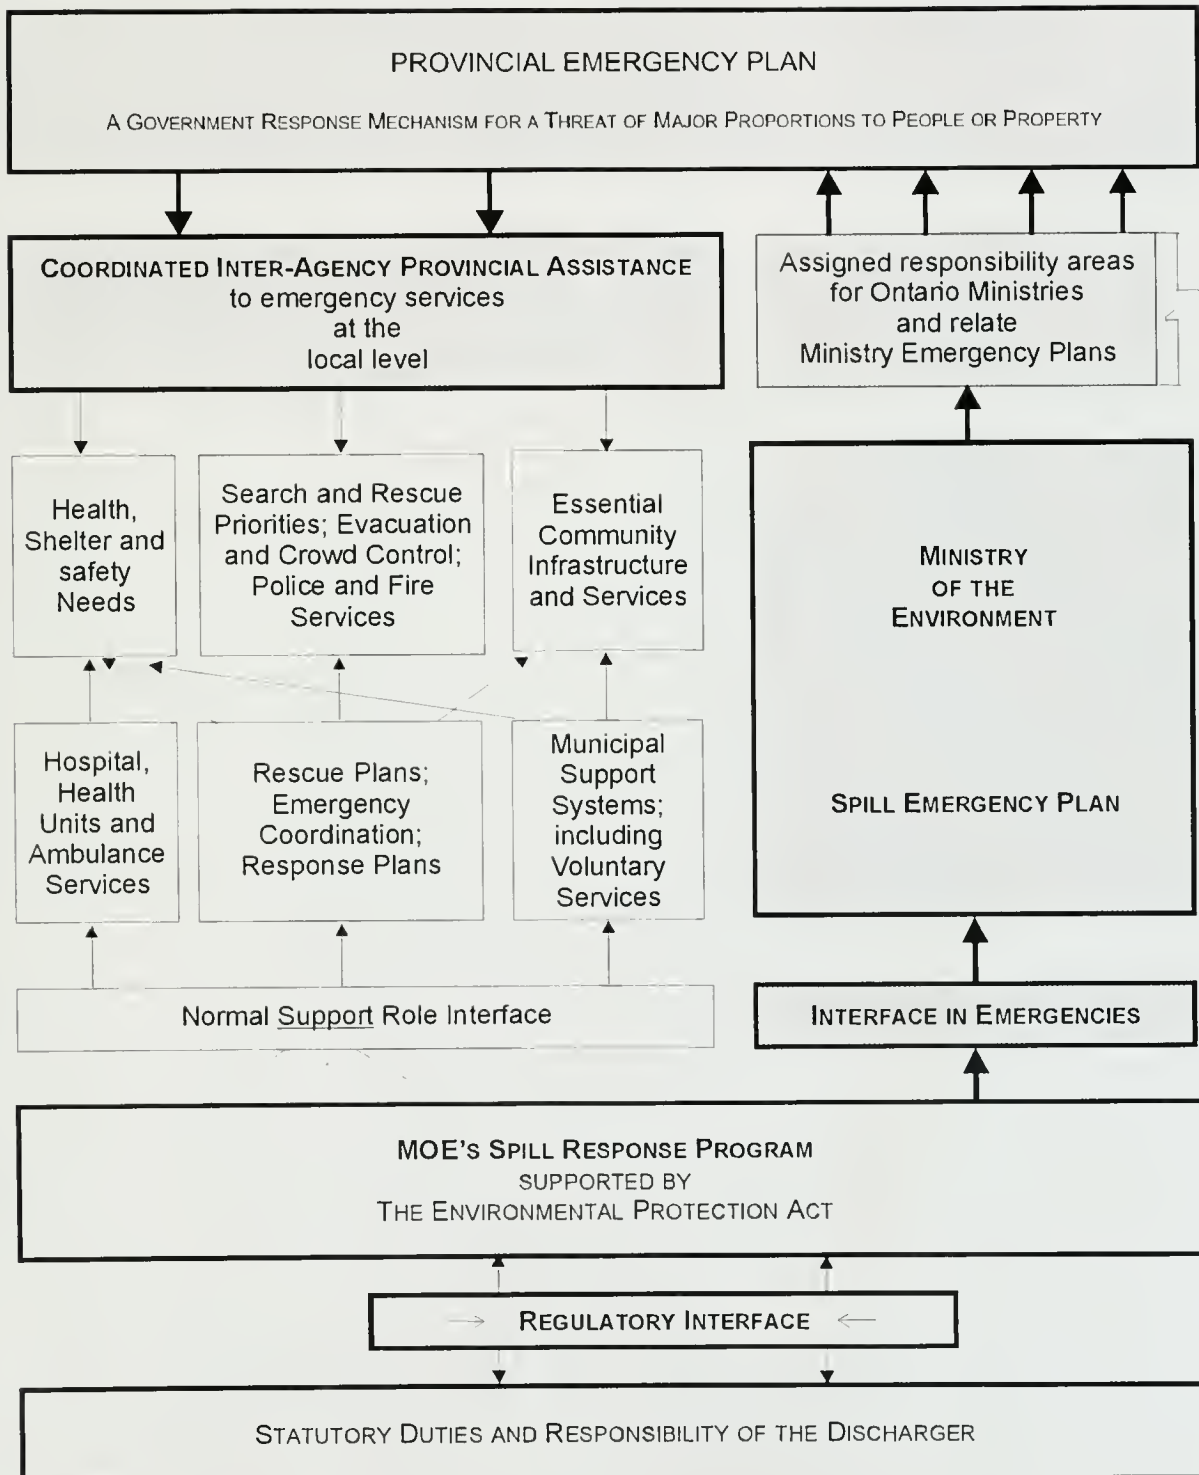 PROVINCIAL EMERGENCY PLAN
A GOVERNMENT RESPONSE MECHANISM FOR A THREAT OF MAJOR PROPORTIONS TO PEOPLE OR PROPERTY
COORDINATED INTER-AGENCY PROVINCIAL ASSISTANCE
to emergency services
at the
local level
Assigned responsibility areas
for Ontario Ministries
and relate
Ministry Emergency Plans
Health,
Shelter and
safety
Needs
Search and Rescue
Priorities; Evacuation
and Crowd Control;
Police and Fire
Services
Essential
Community
Infrastructure
and Services
MINISTRY
OF THE
ENVIRONMENT
SPILL EMERGENCY PLAN
Hospital,
Health
Units and
Ambulance
Services
Rescue Plans;
Emergency
Coordination;
Response Plans
Municipal
Support
Systems;
including
Voluntary
Services
Normal Support Role Interface
INTERFACE IN EMERGENCIES
MOE'S SPILL RESPONSE PROGRAM
SUPPORTED BY
THE ENVIRONMENTAL PROTECTION ACT
REGULATORY INTERFACE
STATUTORY DUTIES AND RESPONSIBILITY OF THE DISCHARGER